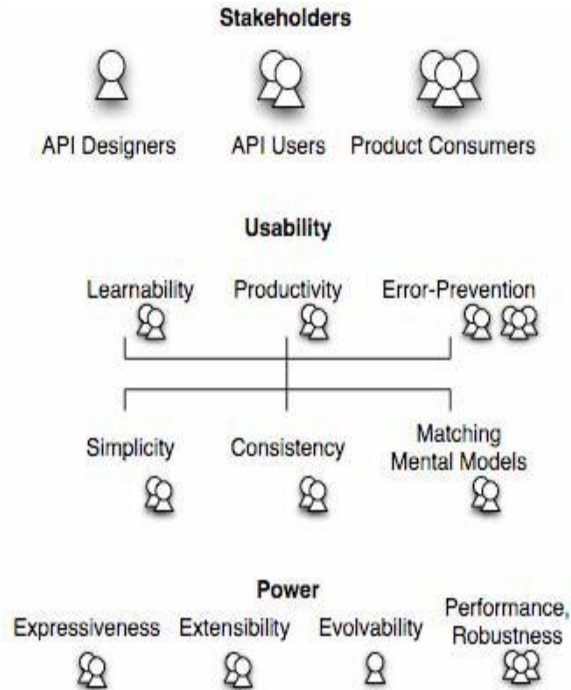 Stakeholders
API Designers API Users Product Consumers
Usability
Learnability Productivity Error-Prevention
Simplicity Consistency Matching
Mental Models
Power
Expressiveness Extensibility Evolvability Performance,
Robustness